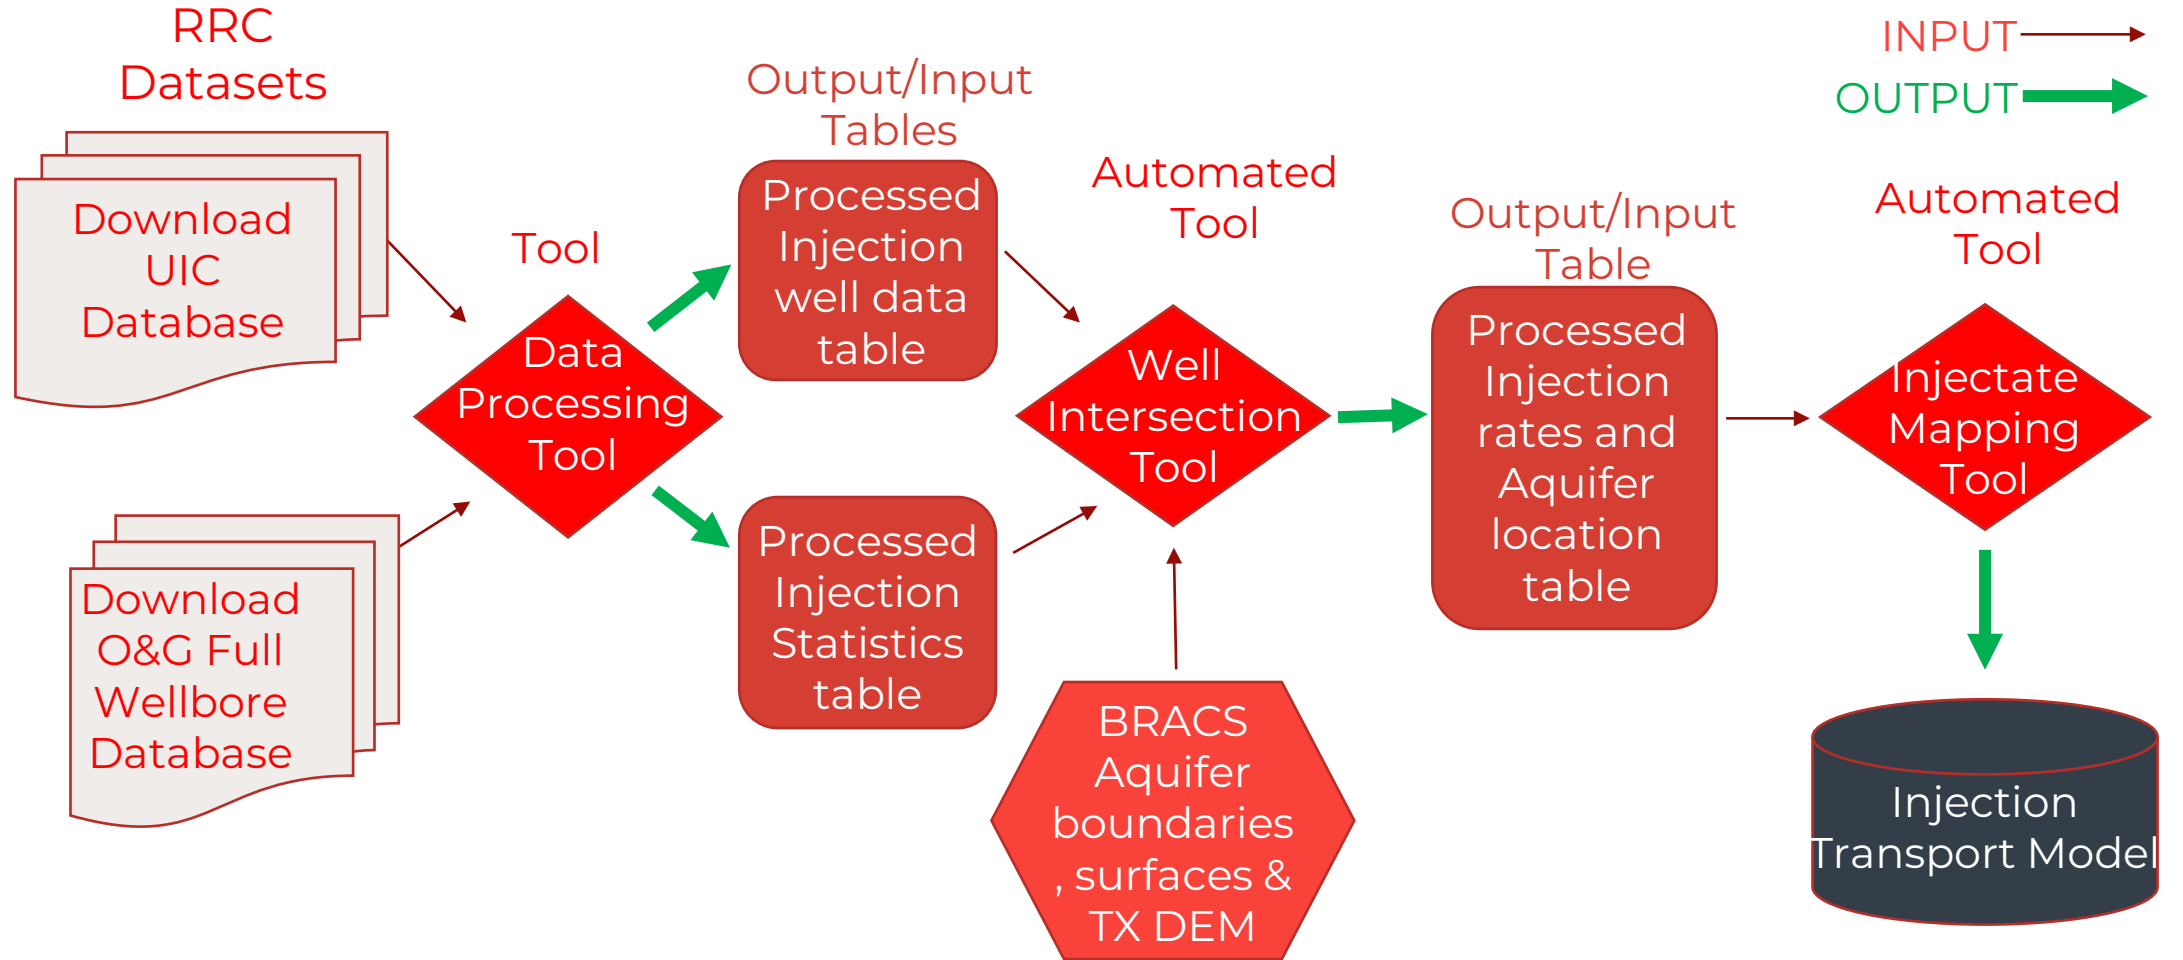 RRC
Datasets
Download
UIC
Database
Download
O&G Full
Wellbore
Database
Tool
Data
Processing
Tool
Output/Input
Tables
Processed
Injection
well data
table
Processed
Injection
Statistics
table
Automated
Tool
Well
Intersection
Tool
BRACS
Aquifer
boundaries
, surfaces &
TX DEM
Output/Input
Table
Processed
Injection
rates and
Aquifer
location
table
INPUT
OUTPUT
Automated
Tool
Injectate
Mapping
Tool
Injection
Transport Model